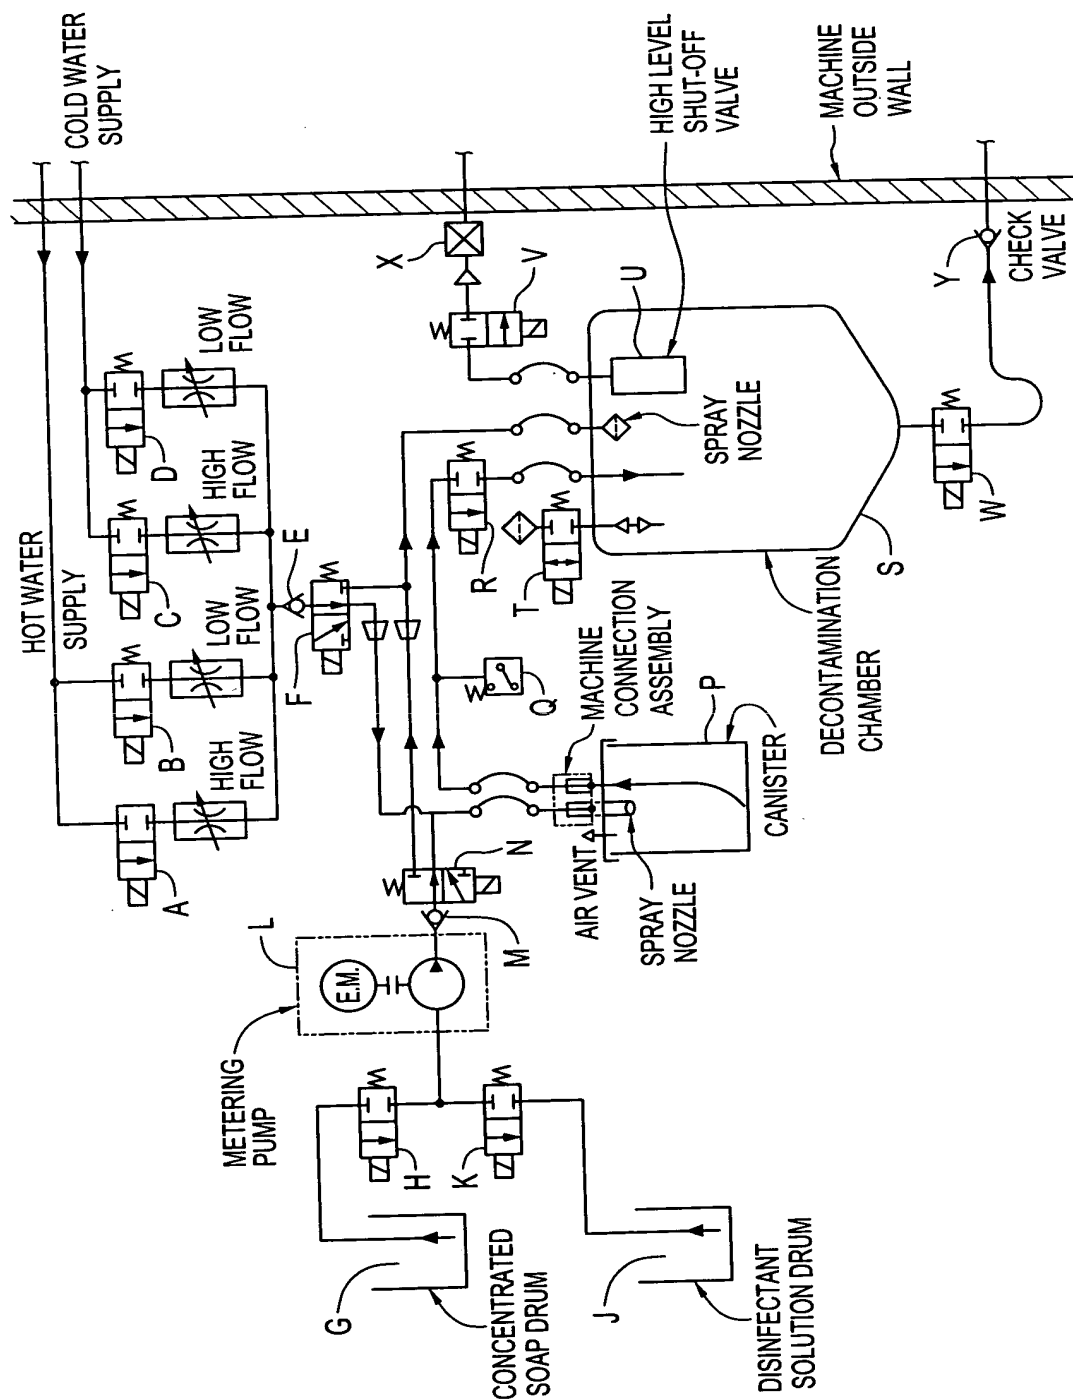 HOT WATER
SUPPLY
COLD WATER
SUPPLY
HIGH
FLOW
LOW
FLOW
HIGH
FLOW
LOW
FLOW
A
B
C
D
E
F
X
V
U
HIGH LEVEL
SHUT-OFF
VALVE
MACHINE
OUTSIDE
WALL
SPRAY
NOZZLE
R
T
Y
CHECK
VALVE
W
S
DECONTAMINATION
CHAMBER
Q
MACHINE
CONNECTION
ASSEMBLY
P
CANISTER
AIR VENT
SPRAY
NOZZLE
N
M
L
E.M.
METERING
PUMP
H
K
G
CONCENTRATED
SOAP DRUM
J
DISINFECTANT
SOLUTION DRUM